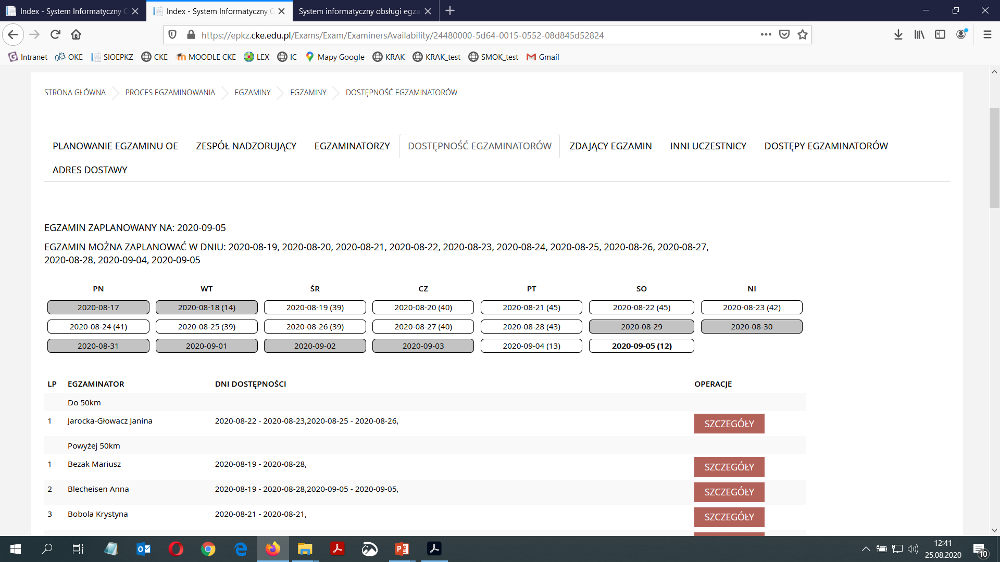 Index - System Informatyczny
Index - System Informatyczny
System informatyczny obsługi egza
https://epkz.cke.edu.pl/Exams/Exam/ExaminersAvailability/24480000-5d64-0015-0552-08d845d52824
Intranet OKE SIOEPKZ CKE MOODLE CKE LEX IC Mapy Google KRAK KRAK_test SMOK_test Gmail
STRONA GŁÓWNA PROCES EGZAMINOWANIA EGZAMINY EGZAMINY DOSTĘPNOŚĆ EGZAMINATORÓW
PLANOWANIE EGZAMINU OE ZESPÓŁ NADZORUJĄCY EGZAMINATORZY DOSTĘPNOŚĆ EGZAMINATORÓW ZDAJĄCY EGZAMIN INNI UCZESTNICY DOSTĘPY EGZAMINATORÓW
ADRES DOSTAWY
EGZAMIN ZAPLANOWANY NA: 2020-09-05
EGZAMIN MOŻNA ZAPLANOWAĆ W DNIU: 2020-08-19, 2020-08-20, 2020-08-21, 2020-08-22, 2020-08-23, 2020-08-24, 2020-08-25, 2020-08-26, 2020-08-27,
2020-08-28, 2020-09-04, 2020-09-05
PN WT ŚR CZ PT SO NI
2020-08-17 2020-08-18 (14) 2020-08-19 (39) 2020-08-20 (40) 2020-08-21 (45) 2020-08-22 (45) 2020-08-23 (42)
2020-08-24 (41) 2020-08-25 (39) 2020-08-26 (39) 2020-08-27 (40) 2020-08-28 (43) 2020-08-29 2020-08-30
2020-08-31 2020-09-01 2020-09-02 2020-09-03 2020-09-04 (13) 2020-09-05 (12)
LP EGZAMINATOR DNI DOSTĘPNOŚCI OPERACJE
Do 50km
1 Jarocka-Głowacz Janina 2020-08-22 - 2020-08-23,2020-08-25 - 2020-08-26, SZCZEGÓŁY
Powyżej 50km
1 Bezak Mariusz 2020-08-19 - 2020-08-28, SZCZEGÓŁY
2 Blecheisen Anna 2020-08-19 - 2020-08-28,2020-09-05 - 2020-09-05, SZCZEGÓŁY
3 Bobola Krystyna 2020-08-21 - 2020-08-21, SZCZEGÓŁY
12:41
25.08.2020
10